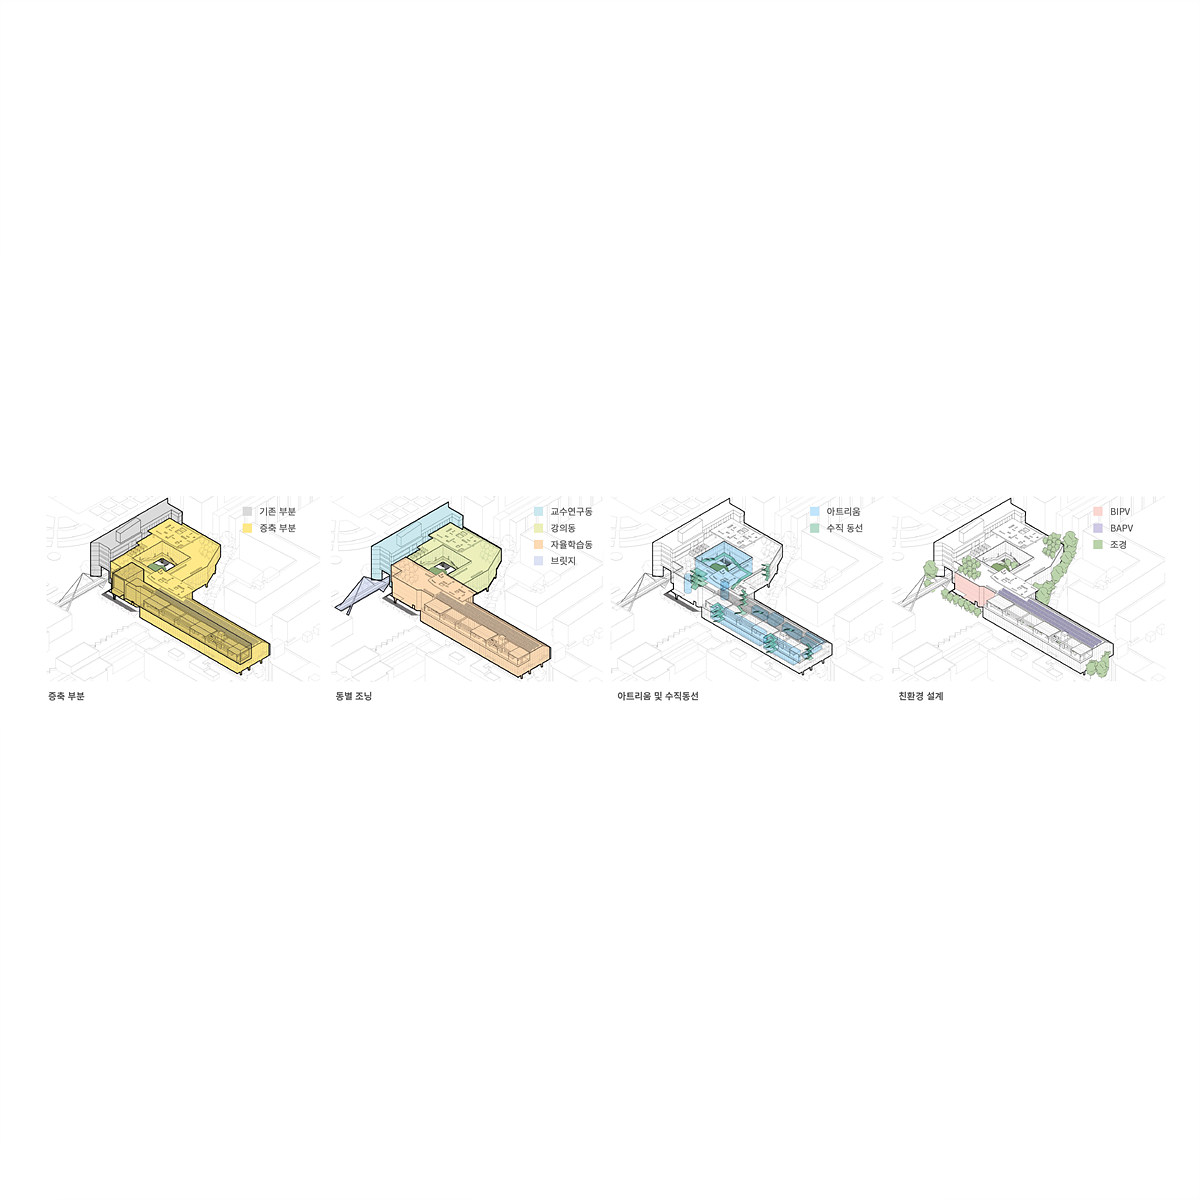 기존 부분
증축 부분
증축 부분
교수연구동
강의동
자율학습동
브릿지
동별 조닝
아트리움
수직 동선
아트리움 및 수직동선
BIPV
BAPV
조경
친환경 설계